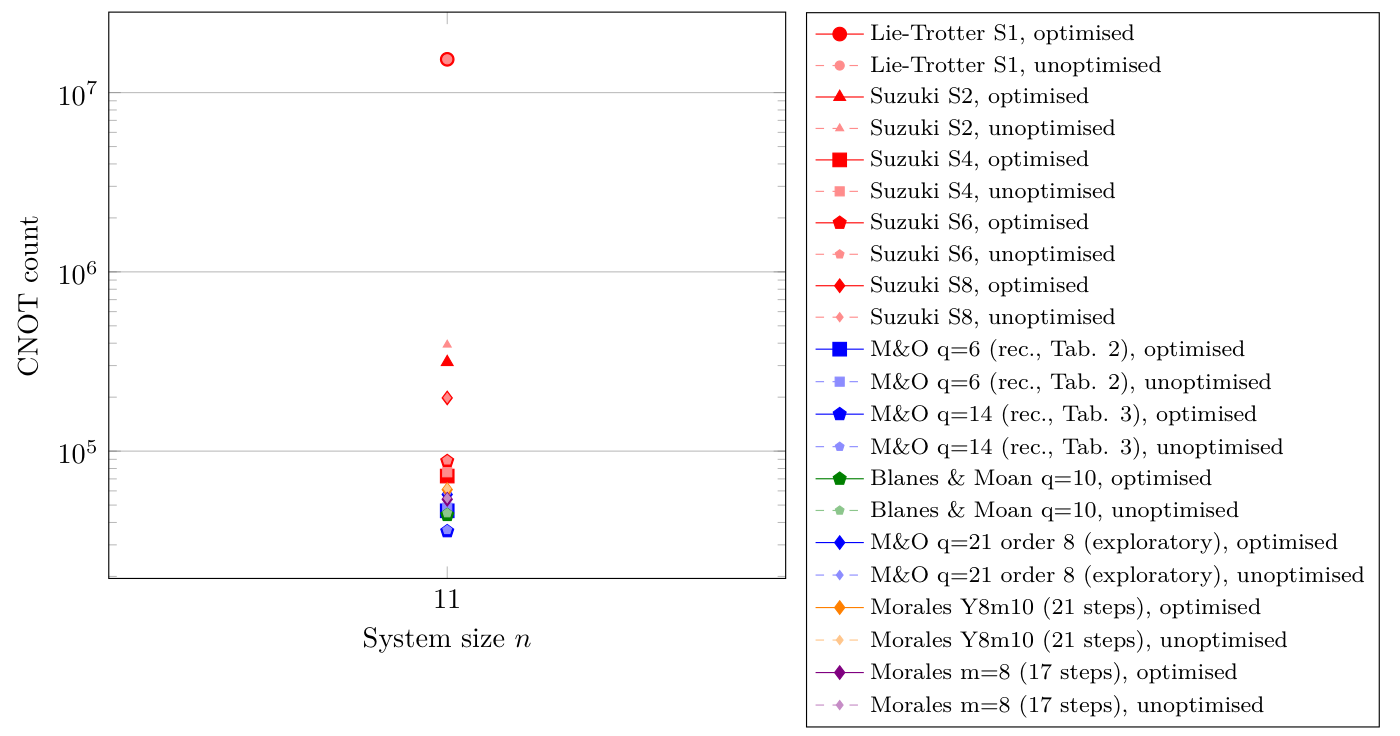 10^7
10^6
10^5
CNOT count
11
System size n
Lie-Trotter S1, optimised
Lie-Trotter S1, unoptimised
Suzuki S2, optimised
Suzuki S2, unoptimised
Suzuki S4, optimised
Suzuki S4, unoptimised
Suzuki S6, optimised
Suzuki S6, unoptimised
Suzuki S8, optimised
Suzuki S8, unoptimised
M&O q=6 (rec., Tab. 2), optimised
M&O q=6 (rec., Tab. 2), unoptimised
M&O q=14 (rec., Tab. 3), optimised
M&O q=14 (rec., Tab. 3), unoptimised
Blanes & Moan q=10, optimised
Blanes & Moan q=10, unoptimised
M&O q=21 order 8 (exploratory), optimised
M&O q=21 order 8 (exploratory), unoptimised
Morales Y8m10 (21 steps), optimised
Morales Y8m10 (21 steps), unoptimised
Morales m=8 (17 steps), optimised
Morales m=8 (17 steps), unoptimised